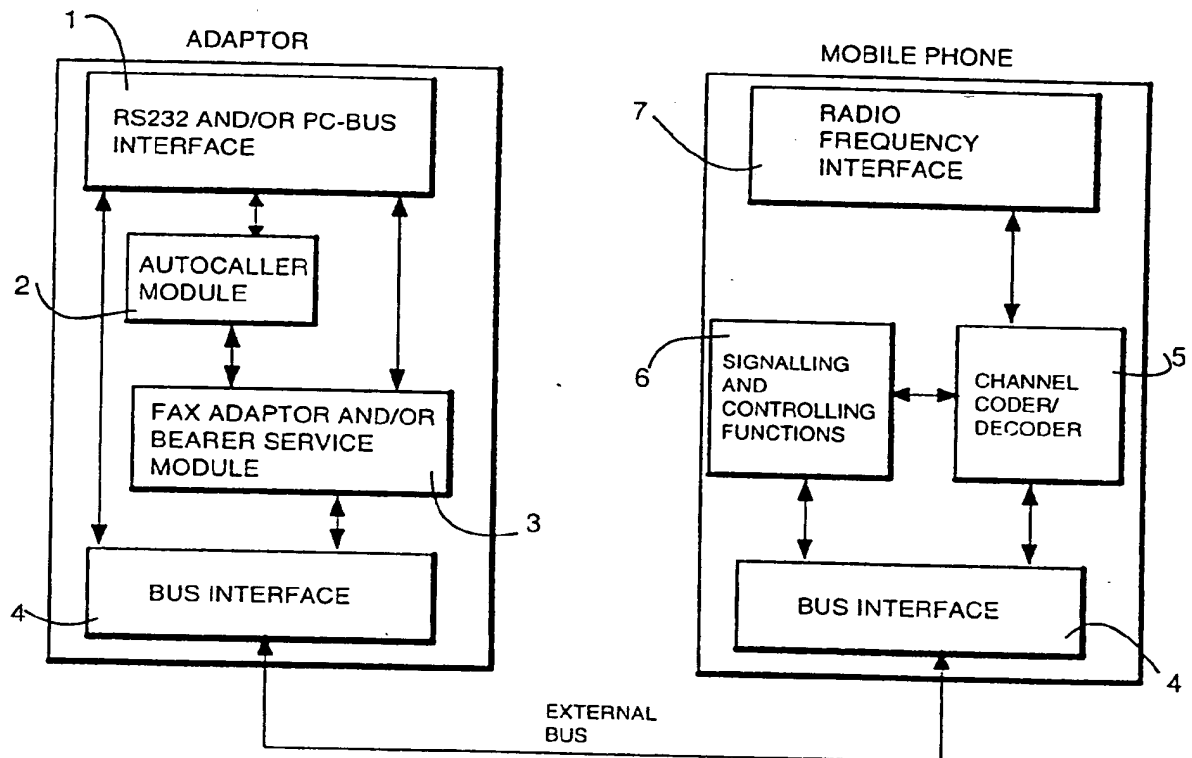 1
ADAPTOR
RS232 AND/OR PC-BUS
INTERFACE
2
AUTOCALLER
MODULE
FAX ADAPTOR AND/OR
BEARER SERVICE
MODULE
3
BUS INTERFACE
4
MOBILE PHONE
7
RADIO
FREQUENCY
INTERFACE
6
SIGNALLING
AND
CONTROLLING
FUNCTIONS
5
CHANNEL
CODER/
DECODER
BUS INTERFACE
4
EXTERNAL
BUS